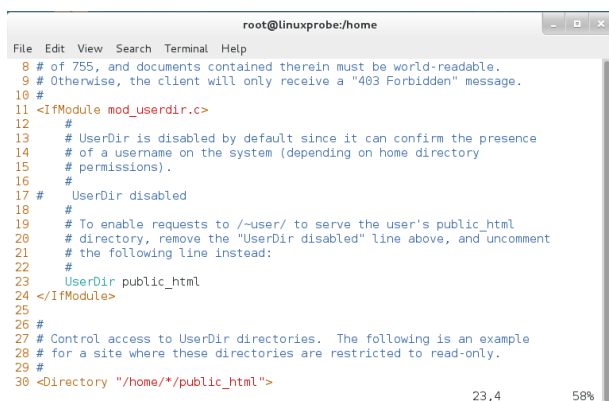 root@linuxprobe:/home
File Edit View Search Terminal Help
8 # of 755, and documents contained therein must be world-readable.
9 # Otherwise, the client will only receive a "403 Forbidden" message.
10 #
11 <IfModule mod_userdir.c>
12     #
13     # UserDir is disabled by default since it can confirm the presence
14     # of a username on the system (depending on home directory
15     # permissions).
16     #
17 #    UserDir disabled
18     #
19     # To enable requests to /~user/ to serve the user's public_html
20     # directory, remove the "UserDir disabled" line above, and uncomment
21     # the following line instead:
22     #
23     UserDir public_html
24 </IfModule>
25
26 #
27 # Control access to UserDir directories.  The following is an example
28 # for a site where these directories are restricted to read-only.
29 #
30 <Directory "/home/*/public_html">
23,4 58%